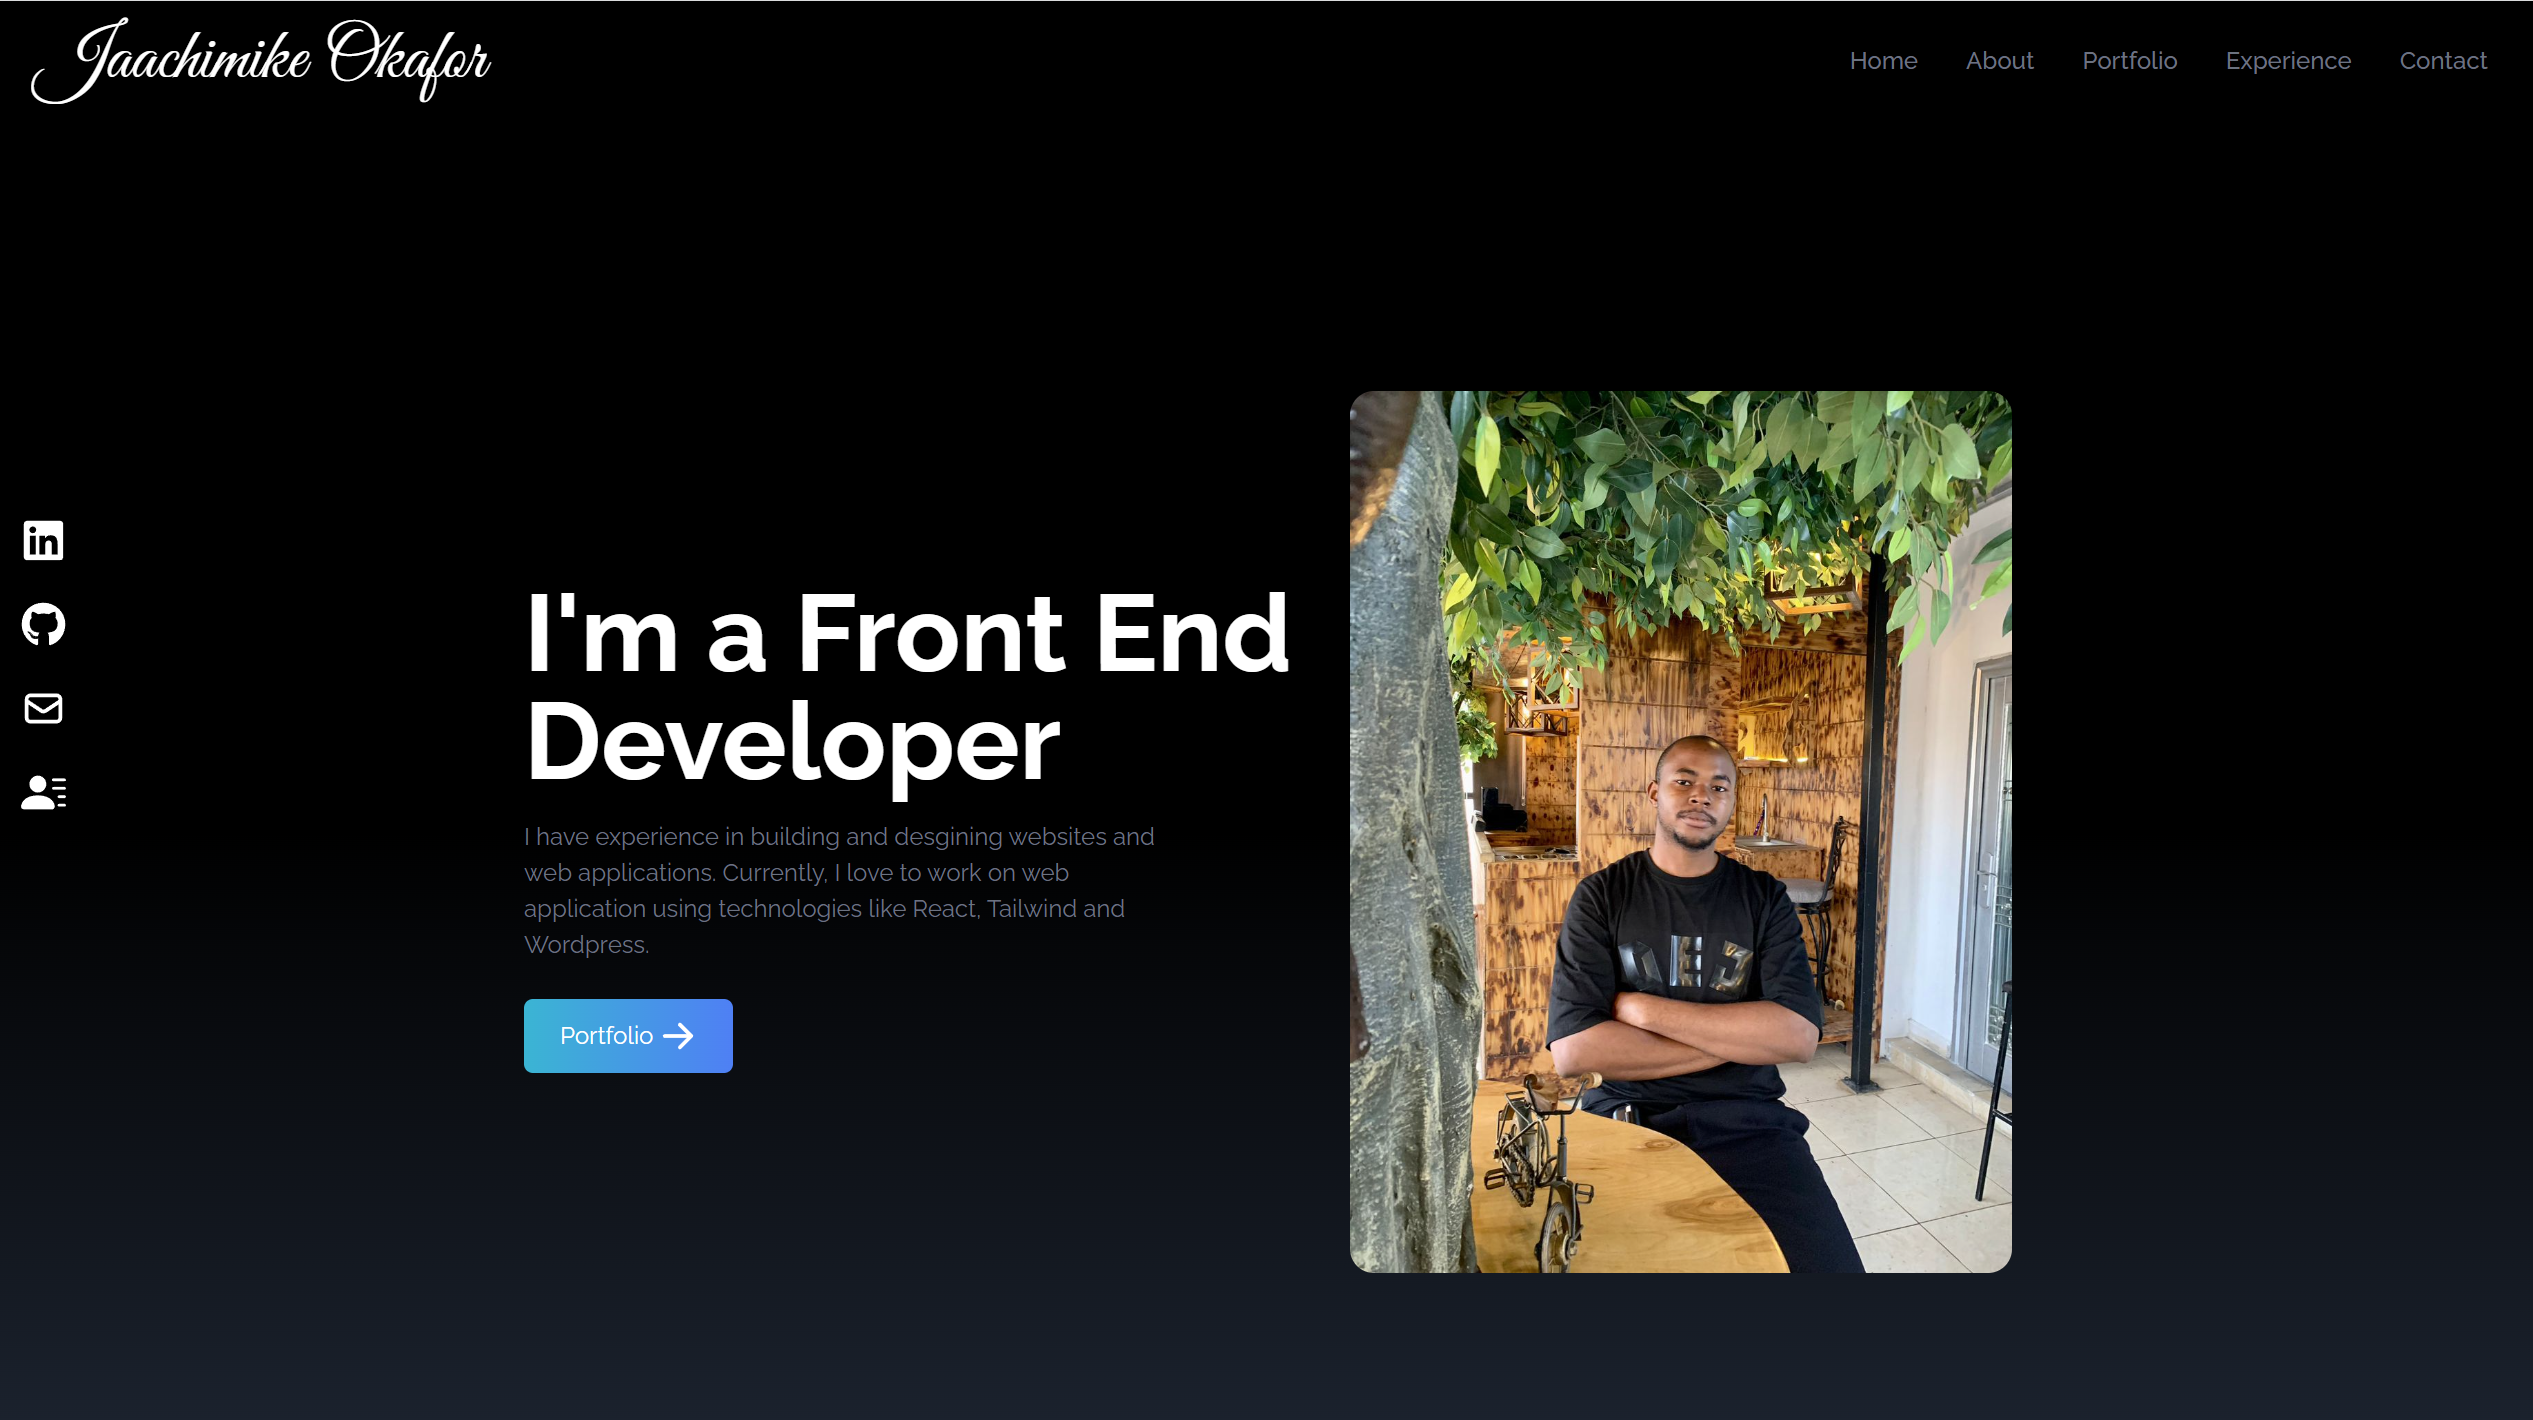 Jaachimike Okafor
Home
About
Portfolio
Experience
Contact
in
I'm a Front End
Developer
I have experience in building and desgining websites and
web applications. Currently, I love to work on web
application using technologies like React, Tailwind and
Wordpress.
Portfolio